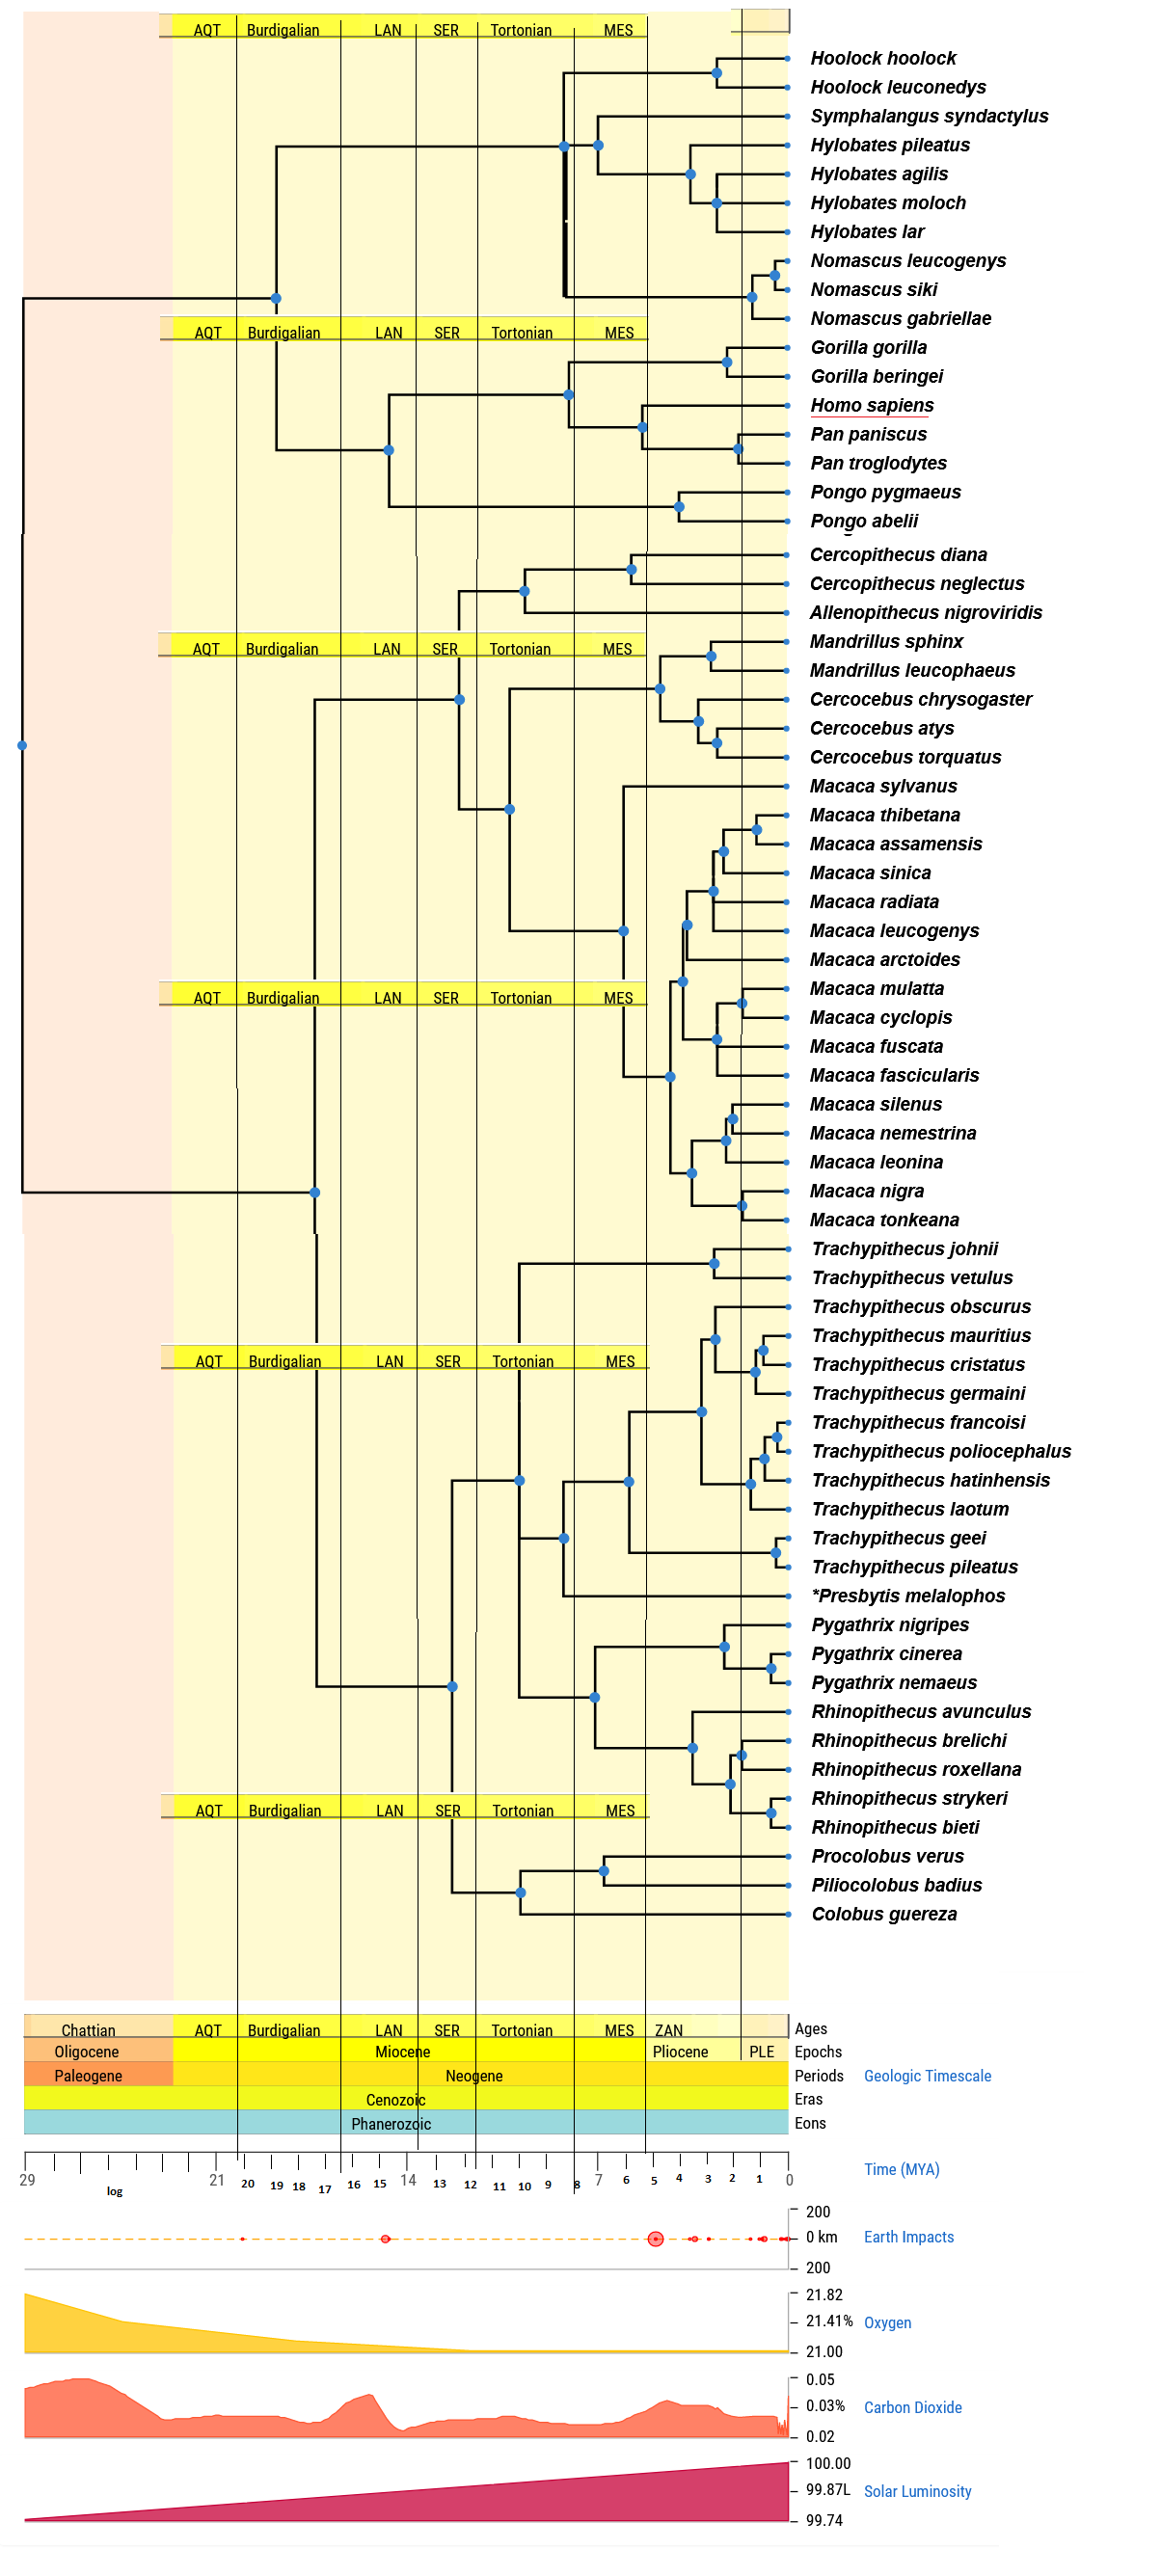 AQT Burdigalian LAN SER Tortonian MES
Hoolock hoolock
Hoolock leuconedys
Symphalangus syndactylus
Hylobates pileatus
Hylobates agilis
Hylobates moloch
Hylobates lar
Nomascus leucogenys
Nomascus siki
Nomascus gabriellae
AQT Burdigalian LAN SER Tortonian MES
Gorilla gorilla
Gorilla beringei
Homo sapiens
Pan paniscus
Pan troglodytes
Pongo pygmaeus
Pongo abelii
Cercopithecus diana
Cercopithecus neglectus
Allenopithecus nigroviridis
Mandrillus sphinx
AQT Burdigalian LAN SER Tortonian MES
Mandrillus leucophaeus
Cercocebus chrysogaster
Cercocebus atys
Cercocebus torquatus
Macaca sylvanus
Macaca thibetana
Macaca assamensis
Macaca sinica
Macaca radiata
Macaca leucogenys
Macaca arctoides
Macaca mulatta
AQT Burdigalian LAN SER Tortonian MES
Macaca cyclopis
Macaca fuscata
Macaca fascicularis
Macaca silenus
Macaca nemestrina
Macaca leonina
Macaca nigra
Macaca tonkeana
Trachypithecus johnii
Trachypithecus vetulus
Trachypithecus obscurus
Trachypithecus mauritius
AQT Burdigalian LAN SER Tortonian MES
Trachypithecus cristatus
Trachypithecus germaini
Trachypithecus francoisi
Trachypithecus poliocephalus
Trachypithecus hatinhensis
Trachypithecus laotum
Trachypithecus geei
Trachypithecus pileatus
*Presbytis melalophos
Pygathrix nigripes
Pygathrix cinerea
Pygathrix nemaeus
Rhinopithecus avunculus
Rhinopithecus brelichi
Rhinopithecus roxellana
Rhinopithecus strykeri
AQT Burdigalian LAN SER Tortonian MES
Rhinopithecus bieti
Procolobus verus
Piliocolobus badius
Colobus guereza
Chattian AQT Burdigalian LAN SER Tortonian MES ZAN Ages
Oligocene Miocene Pliocene PLE Epochs
Paleogene Neogene Periods Geologic Timescale
Cenozoic Eras
Phanerozoic Eons
Time (MYA)
29 21 20 19 18 17 16 15 14 13 12 11 10 9 8 7 6 5 4 3 2 1 0
log
200
0 km Earth Impacts
200
21.82
21.41% Oxygen
21.00
0.05
0.03% Carbon Dioxide
0.02
100.00
99.87L Solar Luminosity
99.74